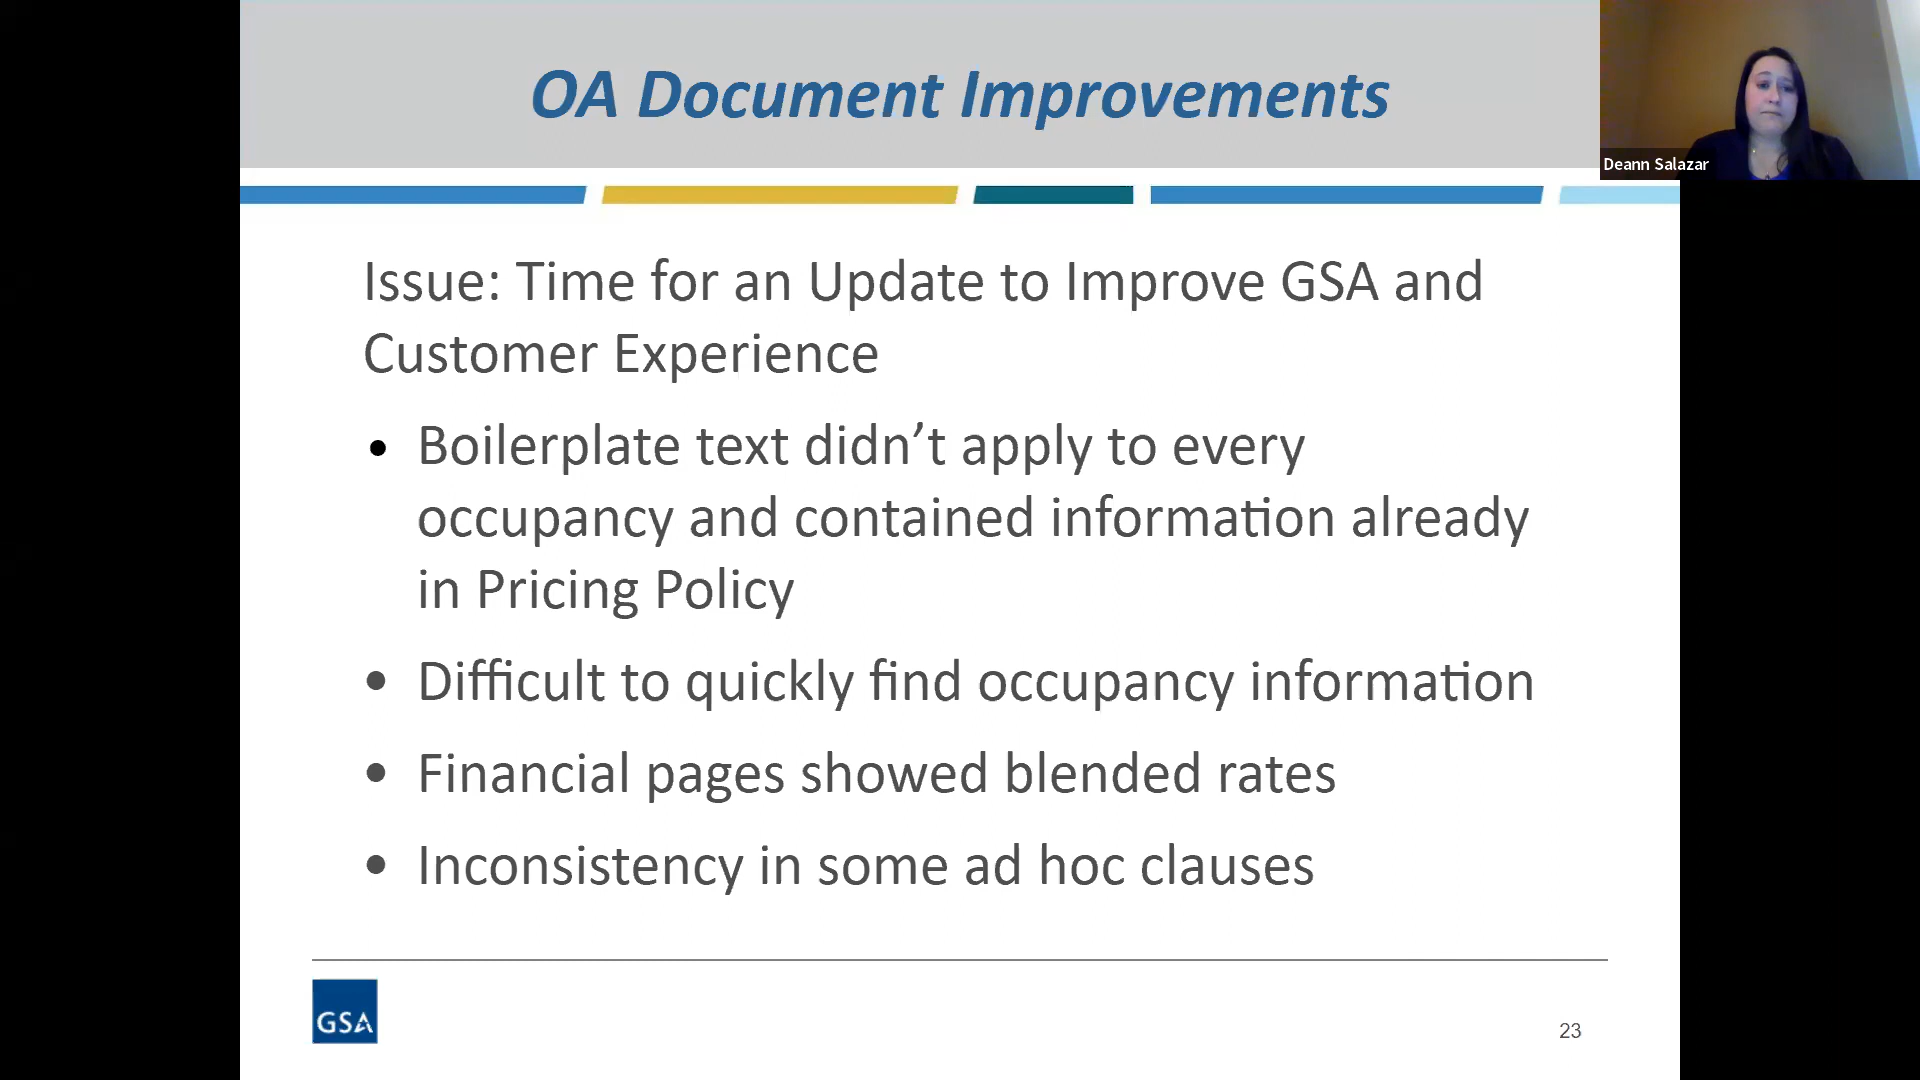 OA Document Improvements
Deann Salazar
Issue: Time for an Update to Improve GSA and
Customer Experience
• Boilerplate text didn’t apply to every
occupancy and contained information already
in Pricing Policy
• Difficult to quickly find occupancy information
• Financial pages showed blended rates
• Inconsistency in some ad hoc clauses
GSA
23